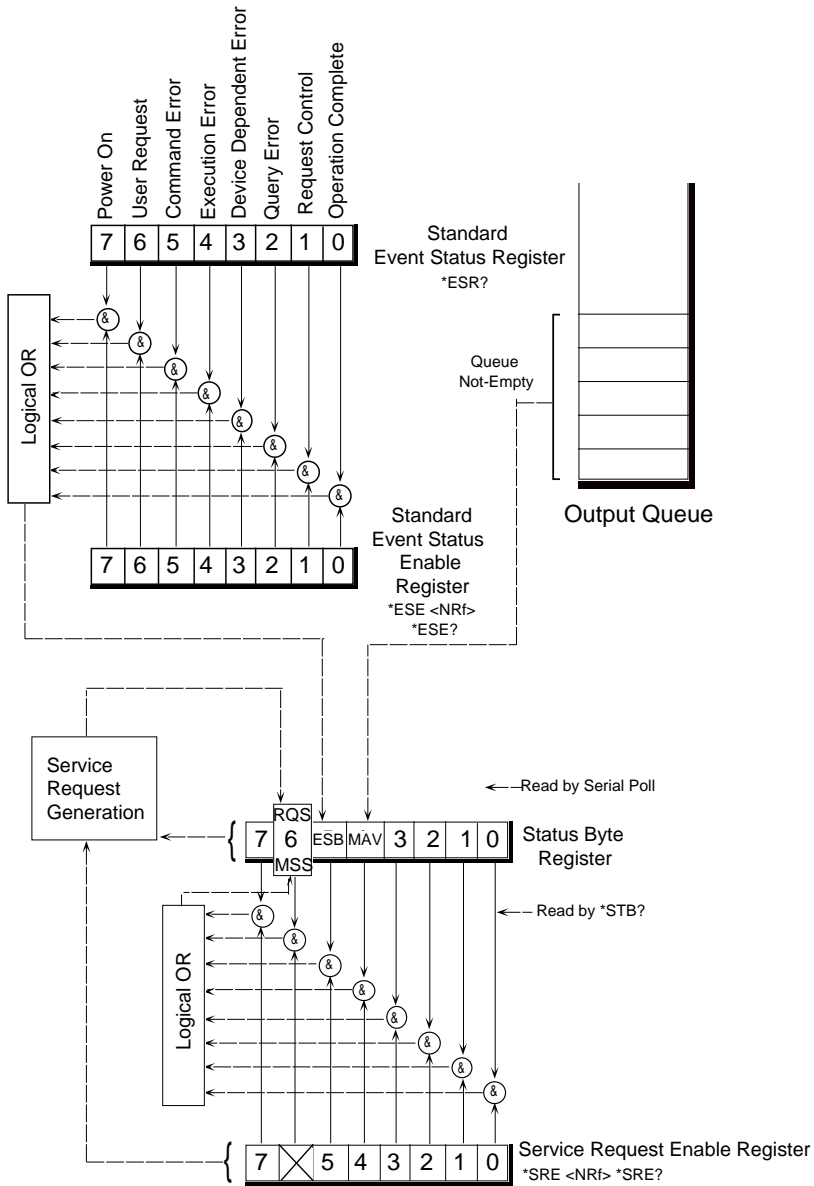 Power On
User Request
Command Error
Execution Error
Device Dependent Error
Query Error
Request Control
Operation Complete
7 6 5 4 3 2 1 0
Standard
Event Status Register
*ESR?
&
&
&
&
&
&
&
&
Logical OR
Queue
Not-Empty
Output Queue
Standard
Event Status
Enable
Register
*ESE <NRf>
*ESE?
7 6 5 4 3 2 1 0
Service
Request
Generation
Read by Serial Poll
RQS
{ 7 6 ESB MAV 3 2 1 0
MSS
Status Byte
Register
Read by *STB?
&
&
&
&
&
&
&
&
Logical OR
{ 7 5 4 3 2 1 0
Service Request Enable Register
*SRE <NRf> *SRE?